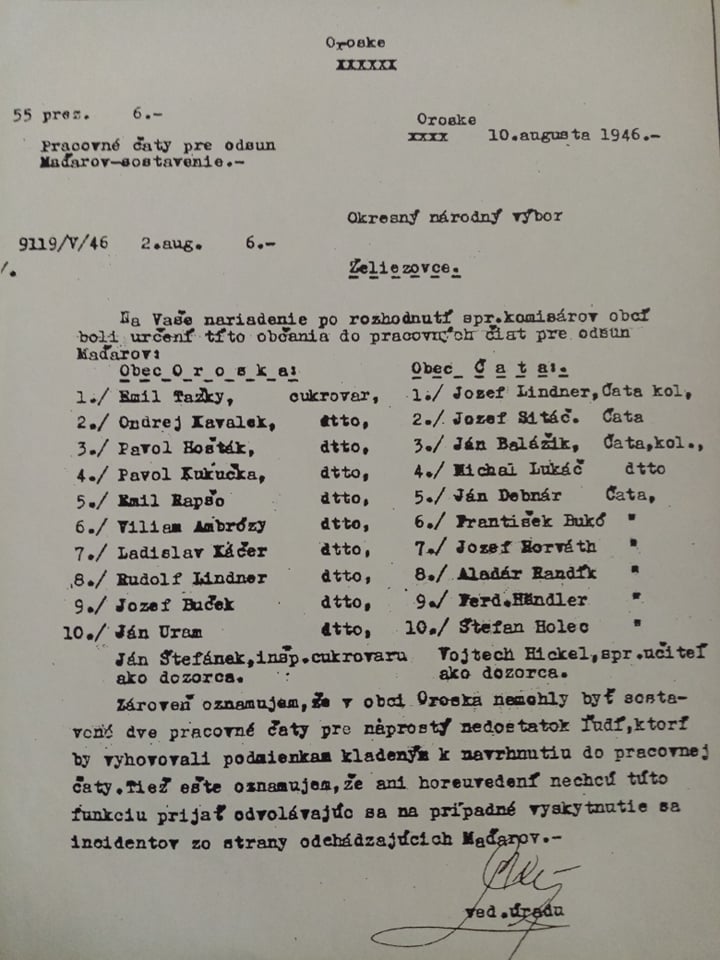 Oroske
XXXXXX
55 prez. 6.-
Oroske
XXXX 10.augusta 1946.-
Pracovné čaty pre odsun
Maďarov-sostavenie.-
Okresný národný výbor
9119/V/46 2.aug. 6.-
/.
Želiezovce.
Na Vaše nariadenie po rozhodnutí spr.komisárov obcí
boli určení títo občania do pracovných čiat pre odsun
Maďarov:
Obec O r o s k a: Obec Č a t a:
1./ Emil Tažky, cukrovar, 1./ Jozef Lindner,Čata kol,
2./ Ondrej Kavalek, dtto, 2./ Jozef Sitáč. Čata
3./ Pavol Hošták, dtto, 3./ Ján Balážik, Čata,kol.,
4./ Pavol Kukučka, dtto, 4./ Michal Lukáč dtto
5./ Emil Rapšo dtto, 5./ Ján Debnár Čata,
6./ Viliam Ambrózy dtto, 6./ František Bukó "
7./ Ladislav Káčer dtto, 7./ Jozef Horváth "
8./ Rudolf Lindner dtto, 8./ Aladár Randík "
9./ Jozef Buček dtto, 9./ Ferd.Händler "
10./ Ján Uram dtto, 10./ Štefan Holec "
Ján Štefánek,insp.cukrovaru Vojtech Hickel,spr.učiteľ
ako dozorca. ako dozorca.
Zároveň oznamujem,že v obci Oroska nemohly byť sosta-
vené dve pracovné čaty pre náprostý nedostatok ľudí,ktorí
by vyhovovali podmienkam kladeným k navrhnutiu do pracovnej
čaty.Tiež ešte oznamujem,že ani horeuvedení nechcú túto
funkciu prijať odvolávajúc sa na prípadné vyskytnutie sa
incidentov zo strany odchádzajúcich Maďarov.-
ved.úradu